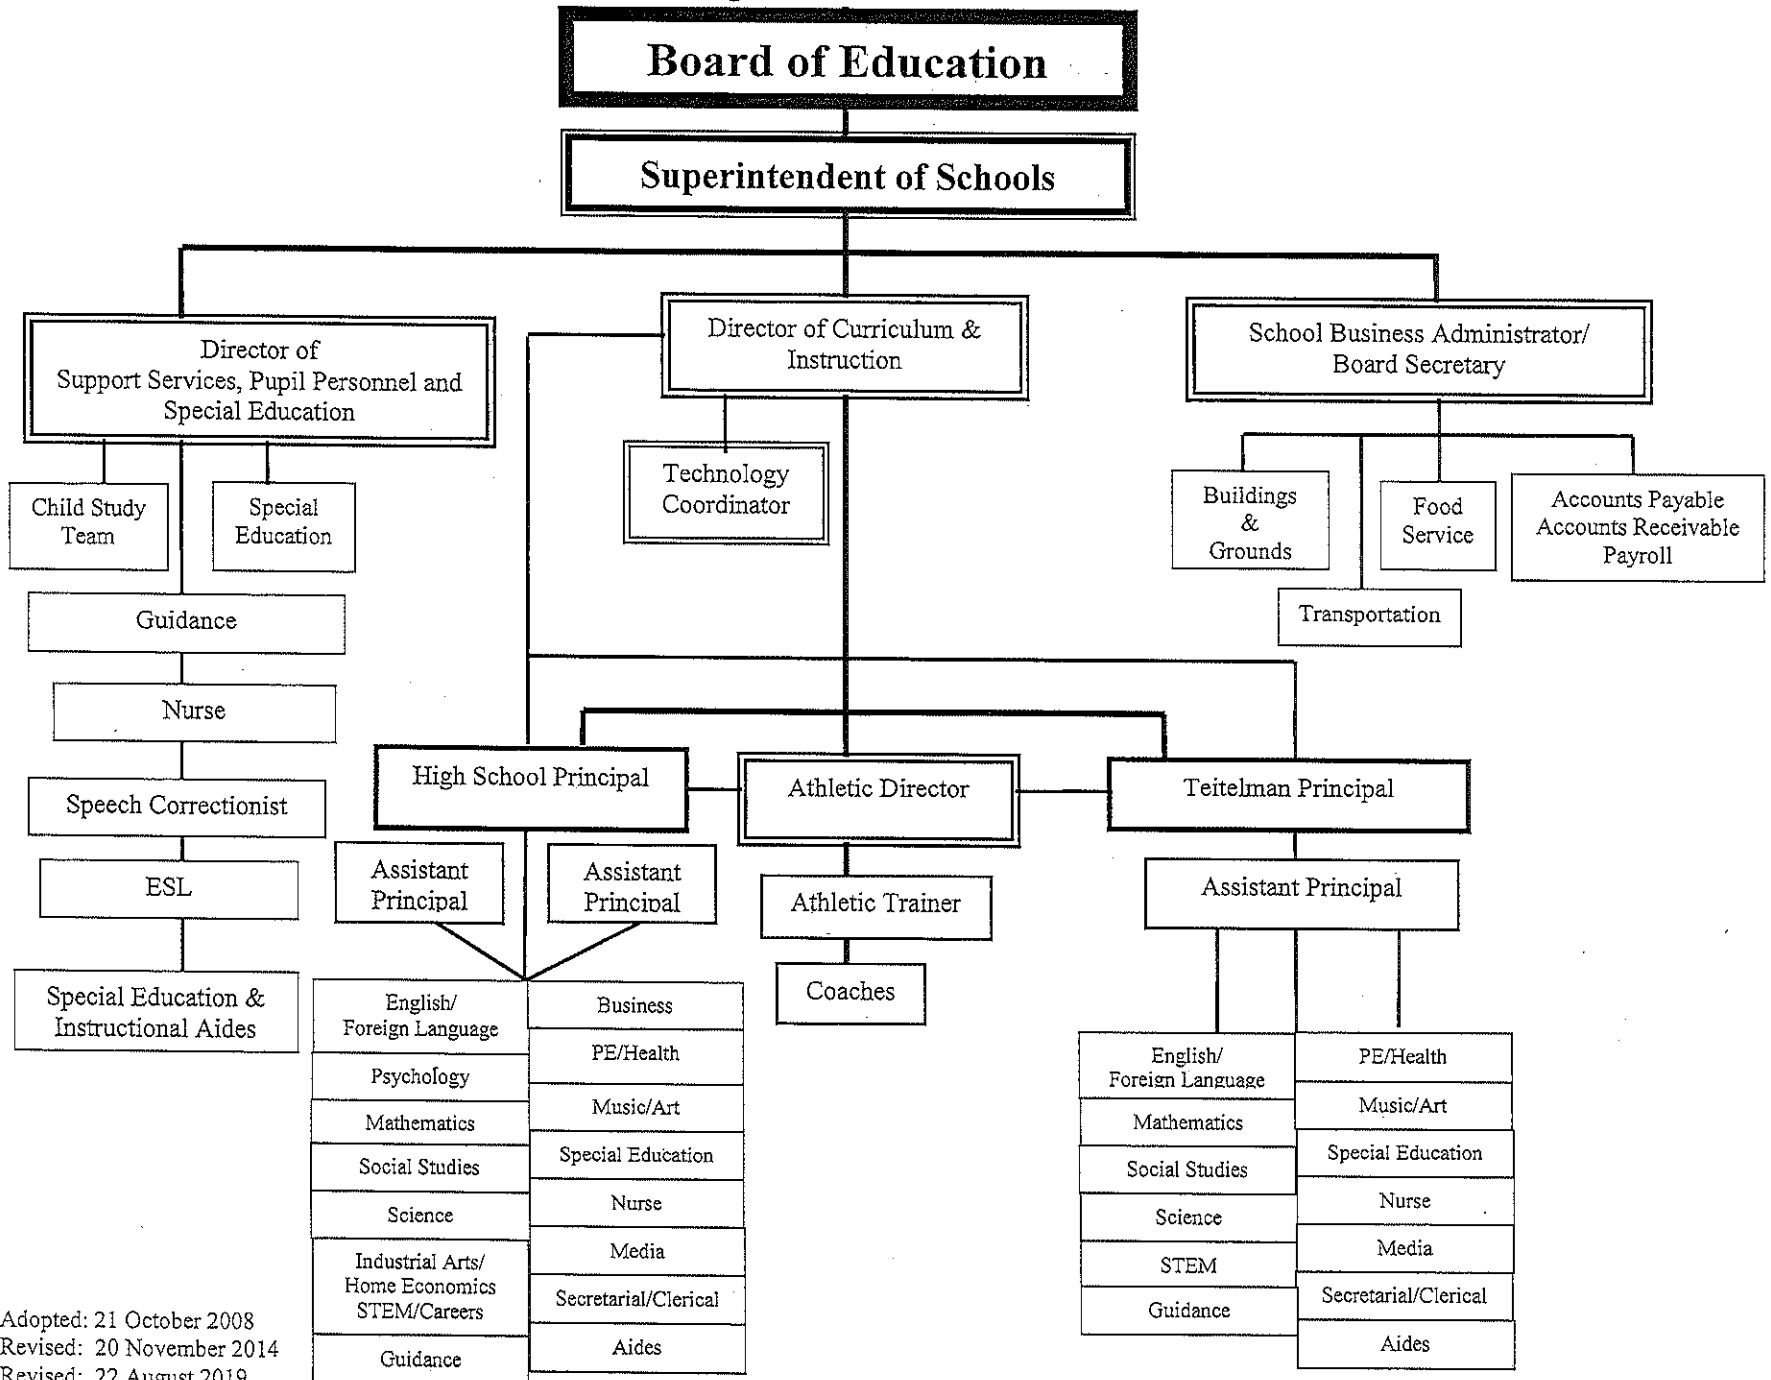 Board of Education
Superintendent of Schools
Director of
Support Services, Pupil Personnel and
Special Education
Director of Curriculum &
Instruction
School Business Administrator/
Board Secretary
Child Study
Team
Special
Education
Technology
Coordinator
Buildings
&
Grounds
Food
Service
Accounts Payable
Accounts Receivable
Payroll
Transportation
Guidance
Nurse
Speech Correctionist
ESL
Special Education &
Instructional Aides
High School Principal
Athletic Director
Teitelman Principal
Assistant
Principal
Assistant
Principal
Athletic Trainer
Coaches
Assistant Principal
English/
Foreign Language
Psychology
Mathematics
Social Studies
Science
Industrial Arts/
Home Economics
STEM/Careers
Guidance
Business
PE/Health
Music/Art
Special Education
Nurse
Media
Secretarial/Clerical
Aides
English/
Foreign Language
Mathematics
Social Studies
Science
STEM
Guidance
PE/Health
Music/Art
Special Education
Nurse
Media
Secretarial/Clerical
Aides
Adopted: 21 October 2008
Revised: 20 November 2014
Revised: 22 August 2019